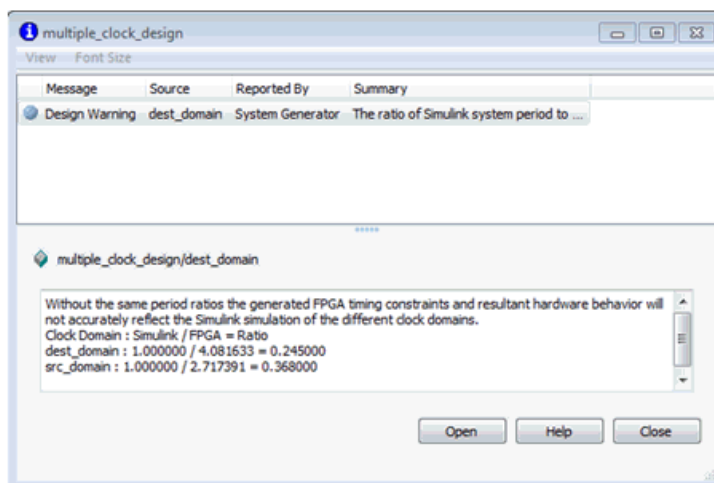 multiple_clock_design
View Font Size
Message Source Reported By Summary
Design Warning dest_domain System Generator The ratio of Simulink system period to ...
multiple_clock_design/dest_domain
Without the same period ratios the generated FPGA timing constraints and resultant hardware behavior will
not accurately reflect the Simulink simulation of the different clock domains.
Clock Domain : Simulink / FPGA = Ratio
dest_domain : 1.000000 / 4.081633 = 0.245000
src_domain : 1.000000 / 2.717391 = 0.368000
Open Help Close